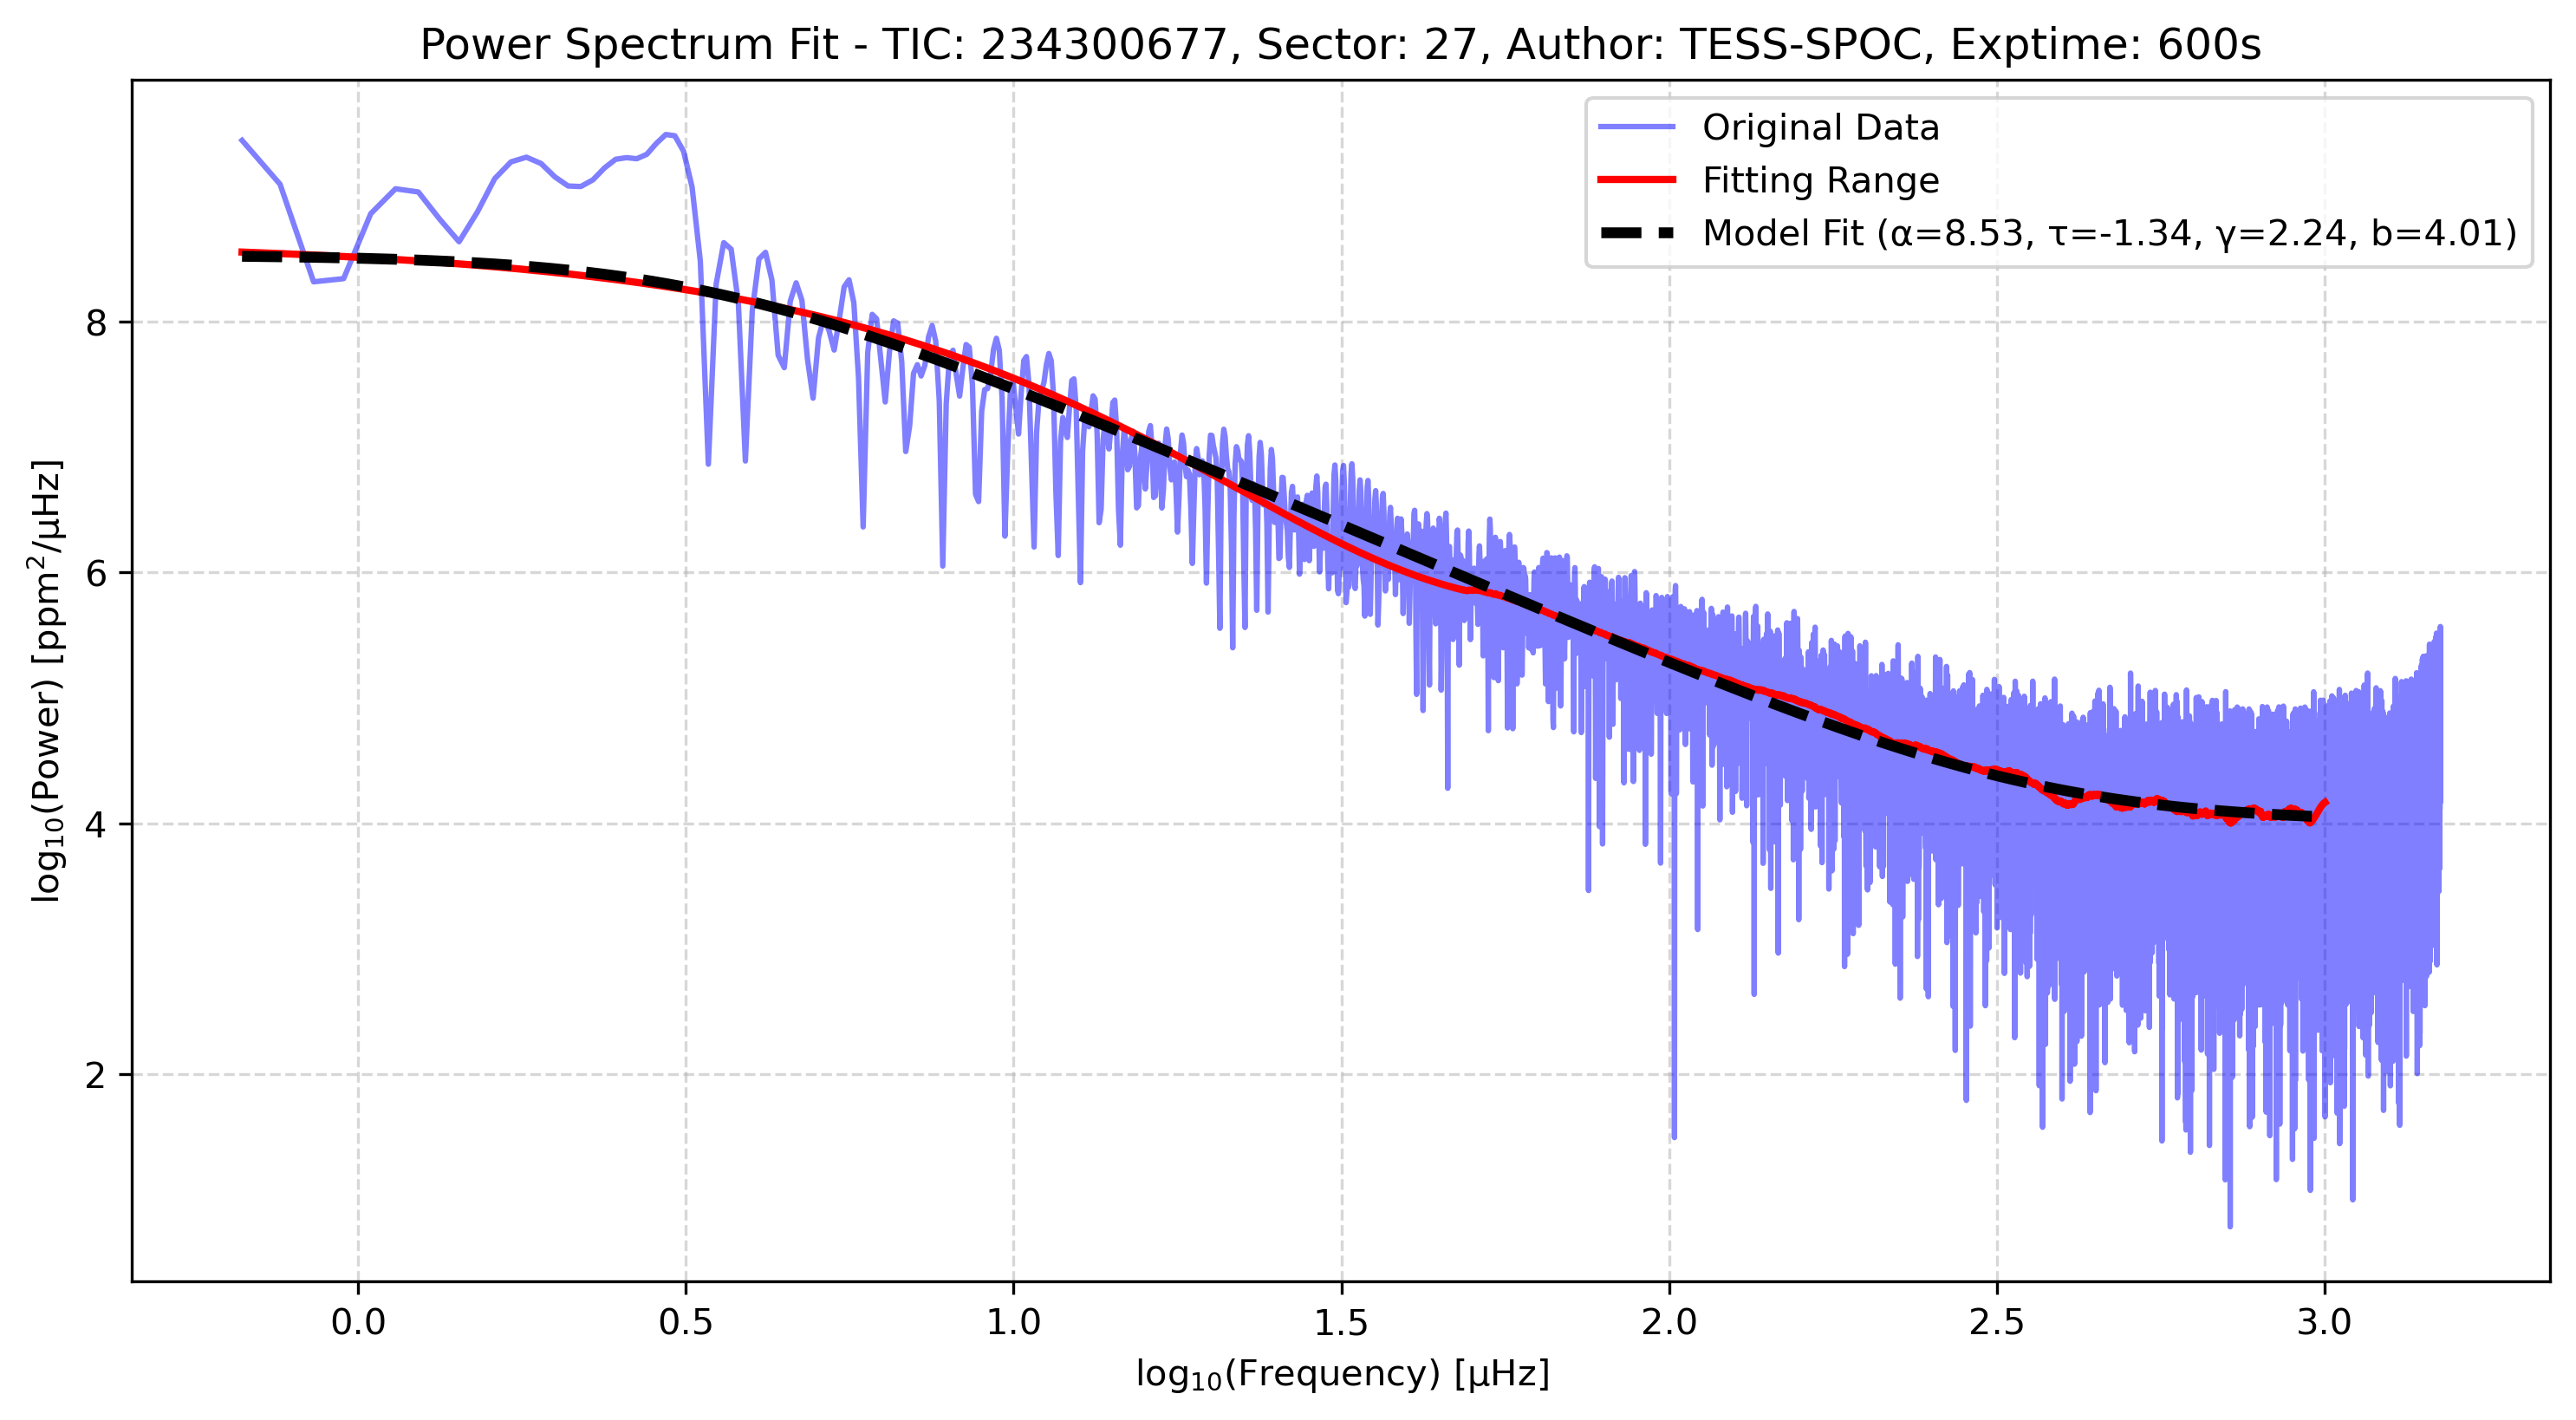 Power Spectrum Fit - TIC: 234300677, Sector: 27, Author: TESS-SPOC, Exptime: 600s
Original Data
Fitting Range
Model Fit (α=8.53, τ=-1.34, γ=2.24, b=4.01)
log₁₀(Power) [ppm²/μHz]
8
6
4
2
0.0 0.5 1.0 1.5 2.0 2.5 3.0
log₁₀(Frequency) [μHz]